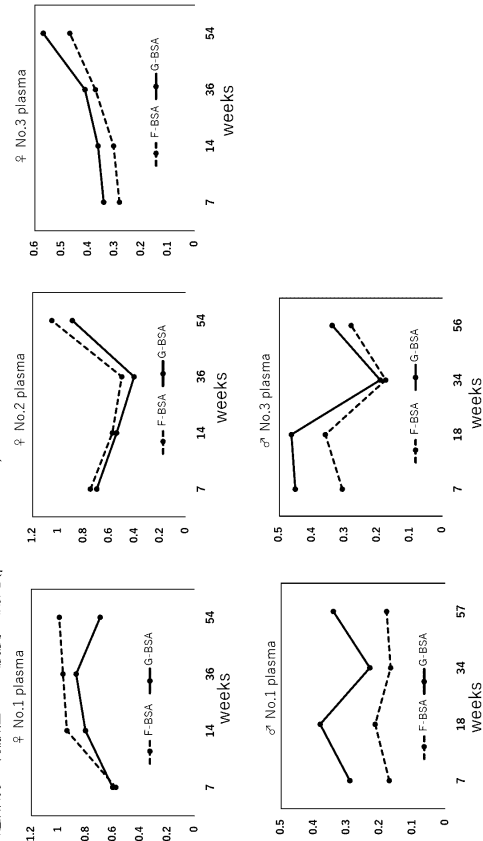 ♀ No.1 plasma
1.2
1
0.8
0.6
0.4
0.2
0
F-BSA G-BSA
7 14 36 54
weeks
♀ No.2 plasma
1.2
1
0.8
0.6
0.4
0.2
0
F-BSA G-BSA
7 14 36 54
weeks
♀ No.3 plasma
0.6
0.5
0.4
0.3
0.2
0.1
0
F-BSA G-BSA
7 14 36 54
weeks
♂ No.1 plasma
0.5
0.4
0.3
0.2
0.1
0
F-BSA G-BSA
7 18 34 57
weeks
♂ No.3 plasma
0.5
0.4
0.3
0.2
0.1
0
F-BSA G-BSA
7 18 34 56
weeks